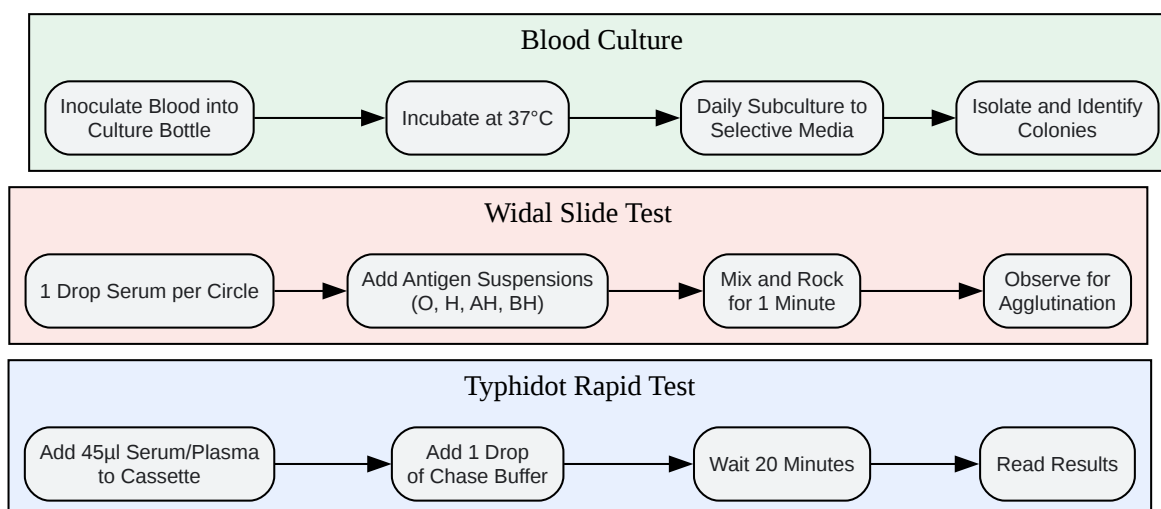 Blood Culture
Inoculate Blood into
Culture Bottle
Incubate at 37°C
Daily Subculture to
Selective Media
Isolate and Identify
Colonies
Widal Slide Test
1 Drop Serum per Circle
Add Antigen Suspensions
(O, H, AH, BH)
Mix and Rock
for 1 Minute
Observe for
Agglutination
Typhidot Rapid Test
Add 45µl Serum/Plasma
to Cassette
Add 1 Drop
of Chase Buffer
Wait 20 Minutes
Read Results